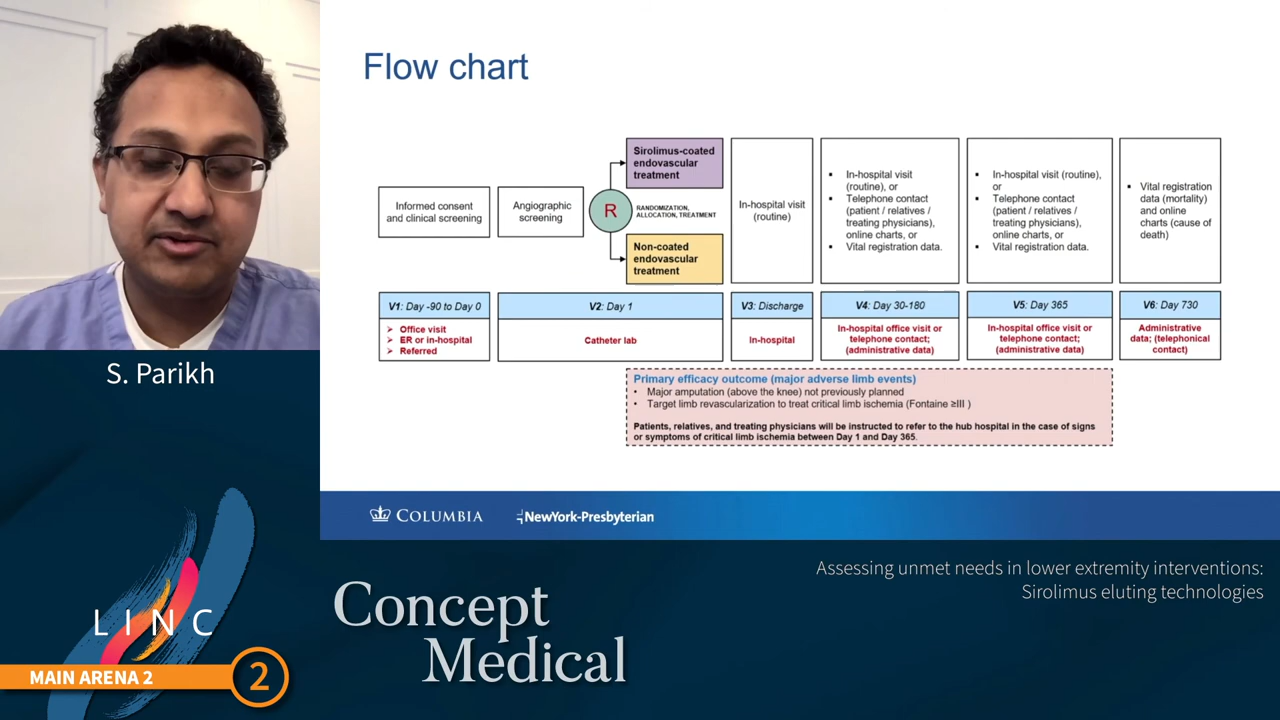 Flow chart
Informed consent
and clinical screening
Angiographic
screening
R
RANDOMIZATION,
ALLOCATION, TREATMENT
Sirolimus-coated
endovascular
treatment
Non-coated
endovascular
treatment
In-hospital visit
(routine)
▪ In-hospital visit
(routine), or
▪ Telephone contact
(patient / relatives /
treating physicians),
online charts, or
▪ Vital registration data.
▪ In-hospital visit (routine),
or
▪ Telephone contact
(patient / relatives /
treating physicians),
online charts, or
▪ Vital registration data.
▪ Vital registration
data (mortality)
and online
charts (cause of
death)
V1: Day -90 to Day 0
V2: Day 1
V3: Discharge
V4: Day 30-180
V5: Day 365
V6: Day 730
➢ Office visit
➢ ER or in-hospital
➢ Referred
Catheter lab
In-hospital
In-hospital office visit or
telephone contact;
(administrative data)
In-hospital office visit or
telephone contact;
(administrative data)
Administrative
data; (telephonical
contact)
Primary efficacy outcome (major adverse limb events)
• Major amputation (above the knee) not previously planned
• Target limb revascularization to treat critical limb ischemia (Fontaine ≥III )
Patients, relatives, and treating physicians will be instructed to refer to the hub hospital in the case of signs
or symptoms of critical limb ischemia between Day 1 and Day 365.
COLUMBIA
NewYork-Presbyterian
S. Parikh
Assessing unmet needs in lower extremity interventions:
Sirolimus eluting technologies
Concept
Medical
LINC
MAIN ARENA 2
2